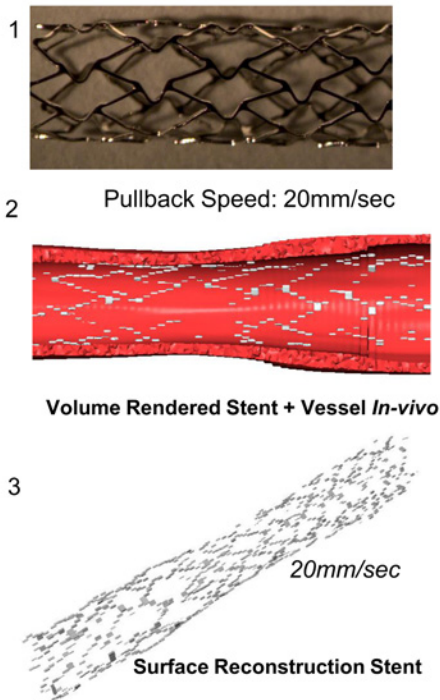 1
Pullback Speed: 20mm/sec
2
Volume Rendered Stent + Vessel In-vivo
3
20mm/sec
Surface Reconstruction Stent